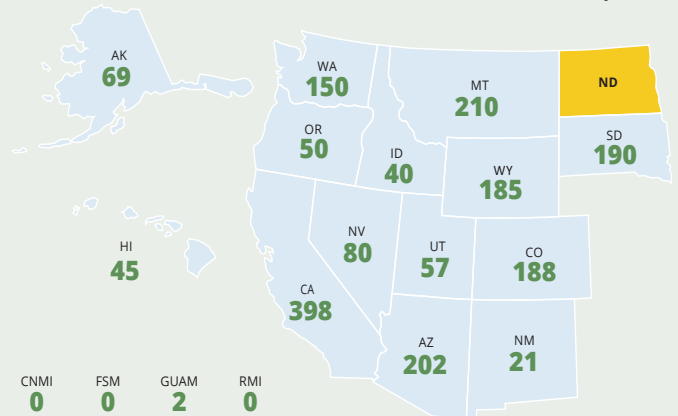 AK
69
WA
150
MT
210
ND
OR
50
ID
40
SD
190
WY
185
HI
45
NV
80
UT
57
CO
188
CA
398
AZ
202
NM
21
CNMI
0
FSM
0
GUAM
2
RMI
0